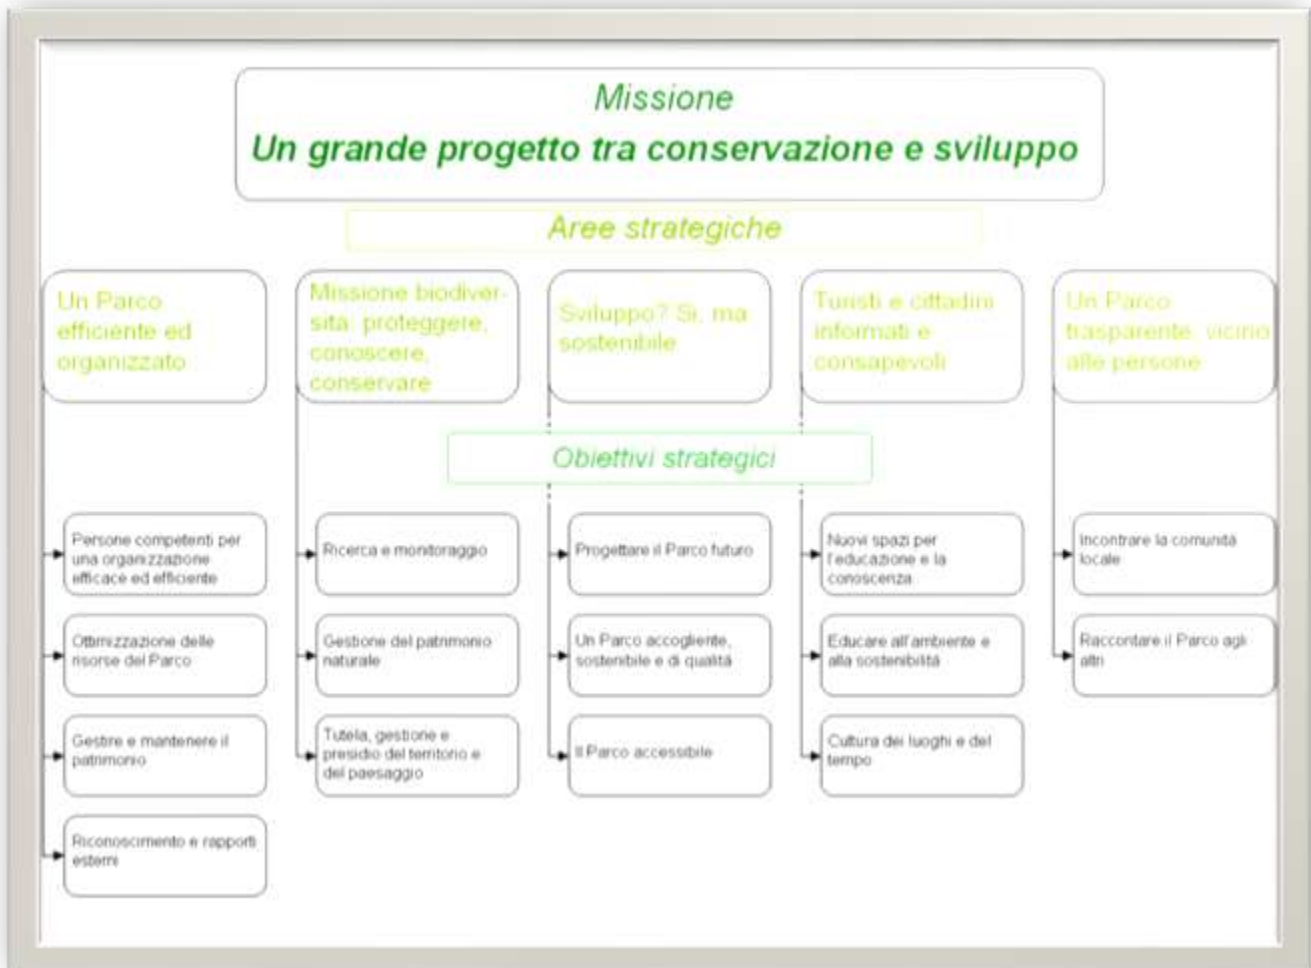 Missione
Un grande progetto tra conservazione e sviluppo
Aree strategiche
Un Parco
efficiente ed
organizzato
Missione biodiver-
sità: proteggere,
conoscere,
conservare
Sviluppo? Sì, ma
sostenibile
Turisti e cittadini
informati e
consapevoli
Un Parco
trasparente, vicino
alle persone
Obiettivi strategici
Persone competenti per
una organizzazione
efficace ed efficiente
Ottimizzazione delle
risorse del Parco
Gestire e mantenere il
patrimonio
Riconoscimento e rapporti
esterni
Ricerca e monitoraggio
Gestione del patrimonio
naturale
Tutela, gestione e
presidio del territorio e
del paesaggio
Progettare il Parco futuro
Un Parco accogliente,
sostenibile e di qualità
Il Parco accessibile
Nuovi spazi per
l'educazione e la
conoscenza
Educare all'ambiente e
alla sostenibilità
Cultura dei luoghi e del
tempo
Incontrare la comunità
locale
Raccontare il Parco agli
altri